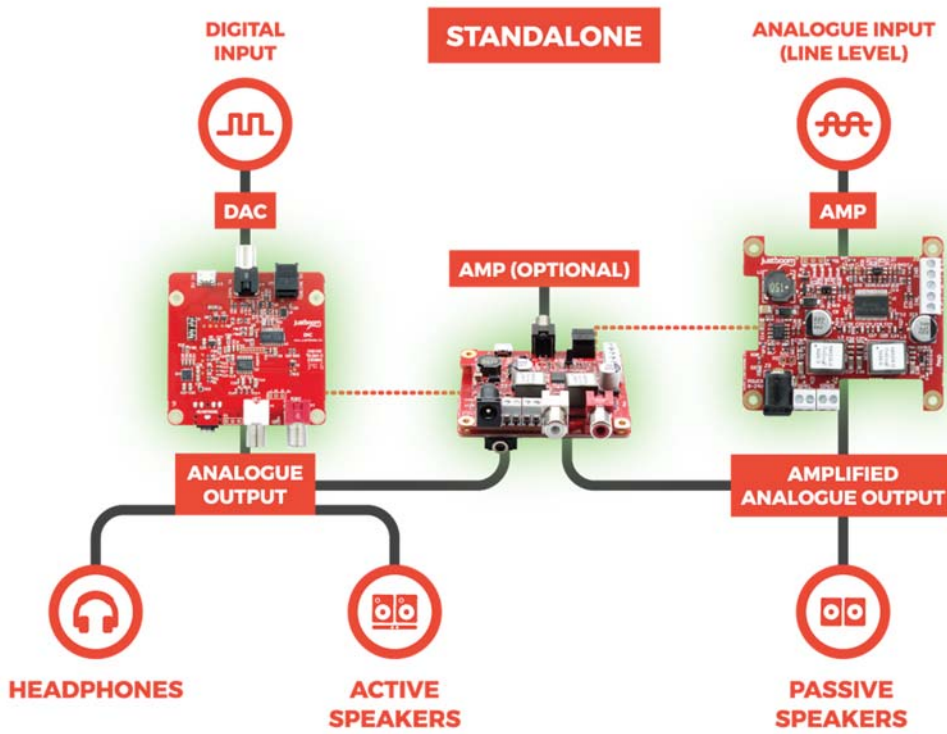 STANDALONE
DIGITAL
INPUT
ANALOGUE INPUT
(LINE LEVEL)
DAC
AMP
AMP (OPTIONAL)
justboom
ANALOGUE
OUTPUT
AMPLIFIED
ANALOGUE OUTPUT
HEADPHONES
ACTIVE
SPEAKERS
PASSIVE
SPEAKERS